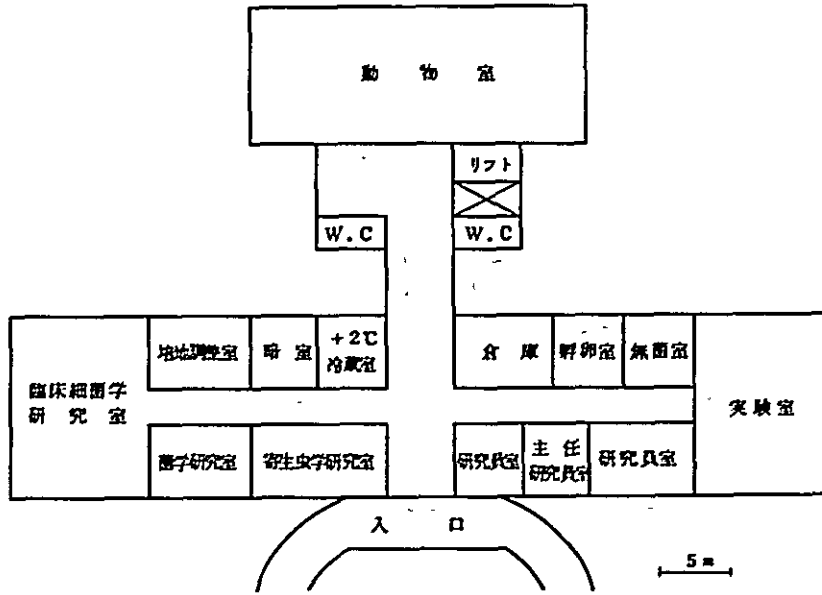 動物室
リフト
W.C
W.C
培地調整室
暗室
+2℃
冷蔵室
倉庫
孵卵室
無菌室
臨床細菌学
研究室
実験室
菌学研究室
寄生虫学研究室
研究員室
主任
研究員室
研究員室
入口
5m